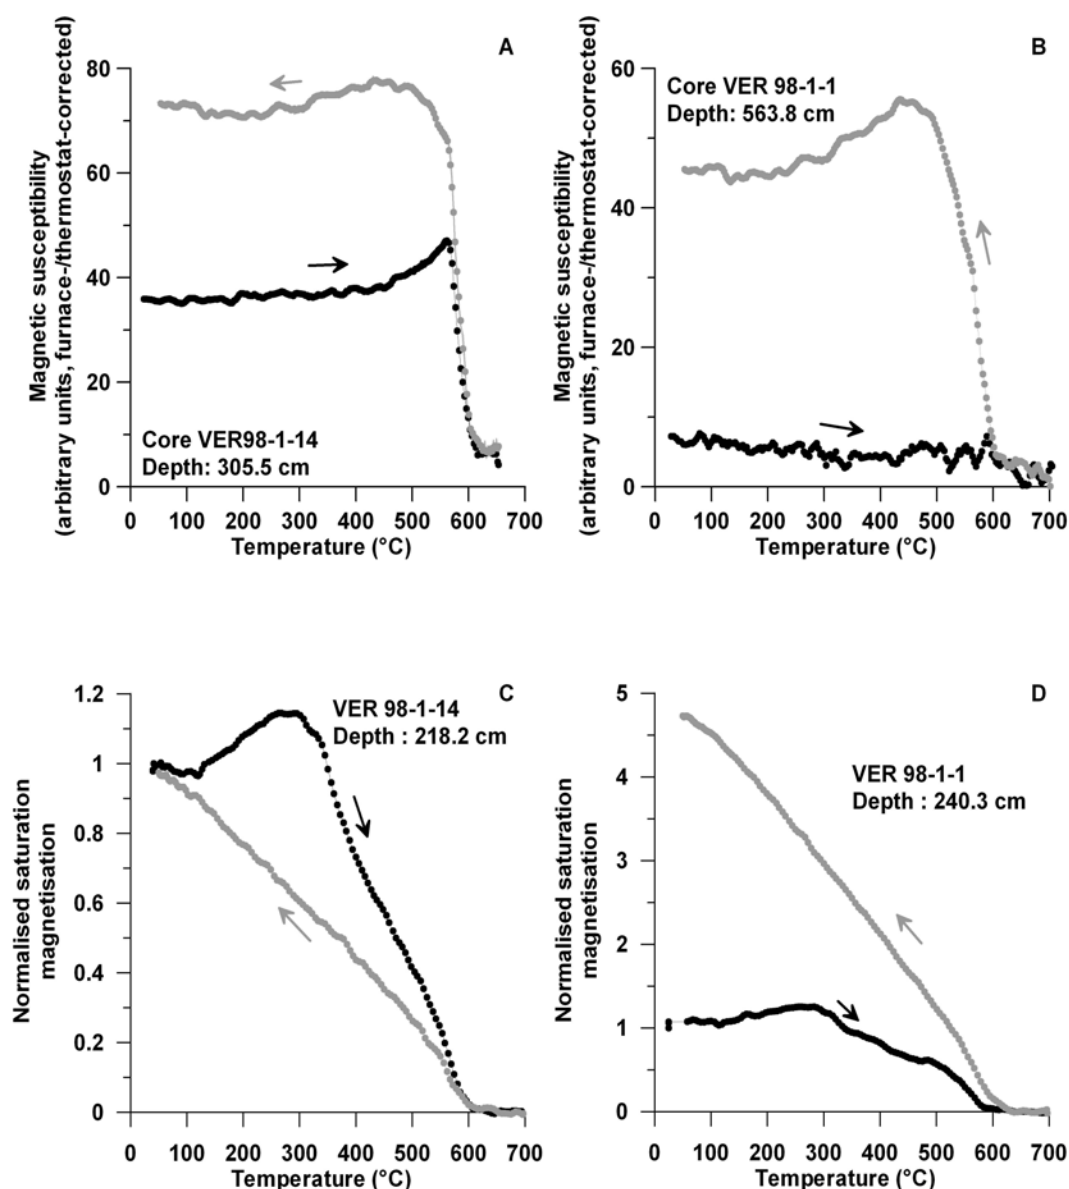 A
Magnetic susceptibility
(arbitrary units, furnace-/thermostat-corrected)
80
60
40
20
0
Core VER98-1-14
Depth: 305.5 cm
0 100 200 300 400 500 600 700
Temperature (°C)
B
Magnetic susceptibility
(arbitrary units, furnace-/thermostat-corrected)
60
40
20
0
Core VER 98-1-1
Depth: 563.8 cm
0 100 200 300 400 500 600 700
Temperature (°C)
C
Normalised saturation
magnetisation
1.2
1
0.8
0.6
0.4
0.2
0
VER 98-1-14
Depth : 218.2 cm
0 100 200 300 400 500 600 700
Temperature (°C)
D
Normalised saturation
magnetisation
5
4
3
2
1
0
VER 98-1-1
Depth : 240.3 cm
0 100 200 300 400 500 600 700
Temperature (°C)